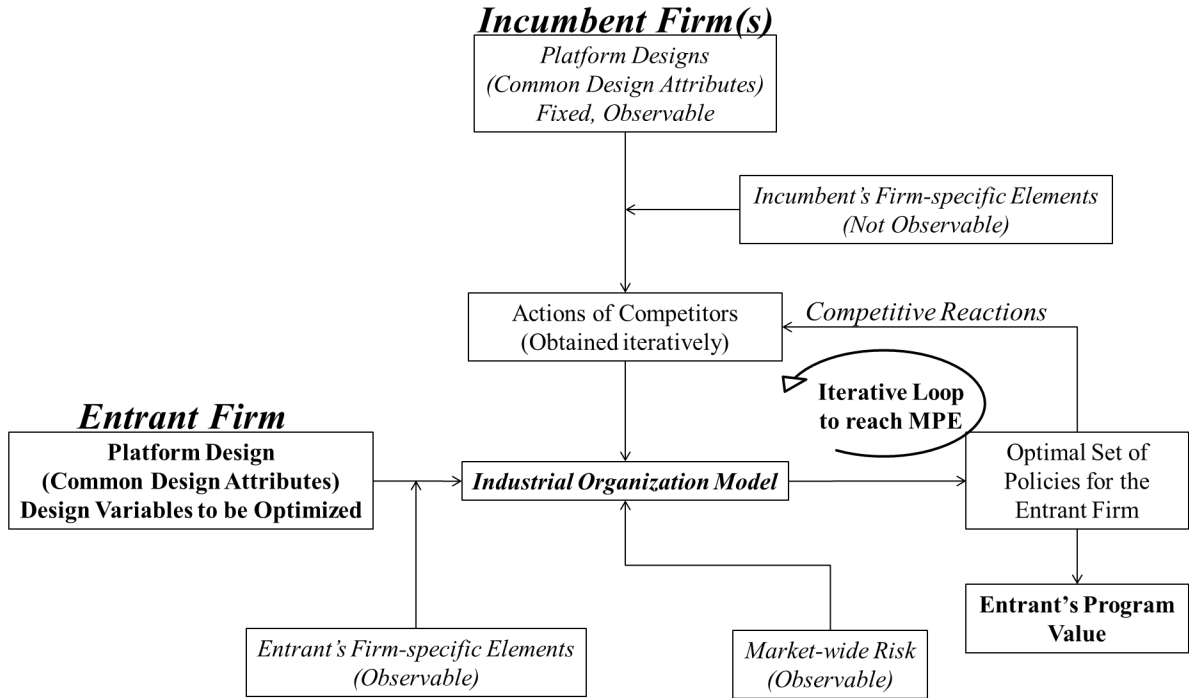 Incumbent Firm(s)
Platform Designs
(Common Design Attributes)
Fixed, Observable
Incumbent's Firm-specific Elements
(Not Observable)
Actions of Competitors
(Obtained iteratively)
Competitive Reactions
Iterative Loop
to reach MPE
Entrant Firm
Platform Design
(Common Design Attributes)
Design Variables to be Optimized
Industrial Organization Model
Optimal Set of
Policies for the
Entrant Firm
Entrant's Program
Value
Entrant's Firm-specific Elements
(Observable)
Market-wide Risk
(Observable)